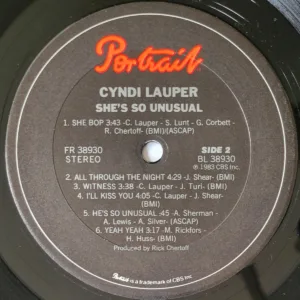 Portrait
CYNDI LAUPER
SHE'S SO UNUSUAL
1. SHE BOP 3:43 -C. Lauper - S. Lunt - G. Corbett -
R. Chertoff- (BMI)/(ASCAP)
FR 38930
STEREO
SIDE 2
BL 38930
℗ 1983 CBS Inc.
2. ALL THROUGH THE NIGHT 4:29 -J. Shear- (BMI)
3. WITNESS 3:38 -C. Lauper - J. Turi- (BMI)
4. I'LL KISS YOU 4:05 -C. Lauper - J. Shear-
(BMI)
5. HE'S SO UNUSUAL :45 -A. Sherman -
A. Lewis - A. Silver- (ASCAP)
6. YEAH YEAH 3:17 -M. Rickfors -
H. Huss- (BMI)
Produced by Rick Chertoff
Portrait is a trademark of CBS Inc.